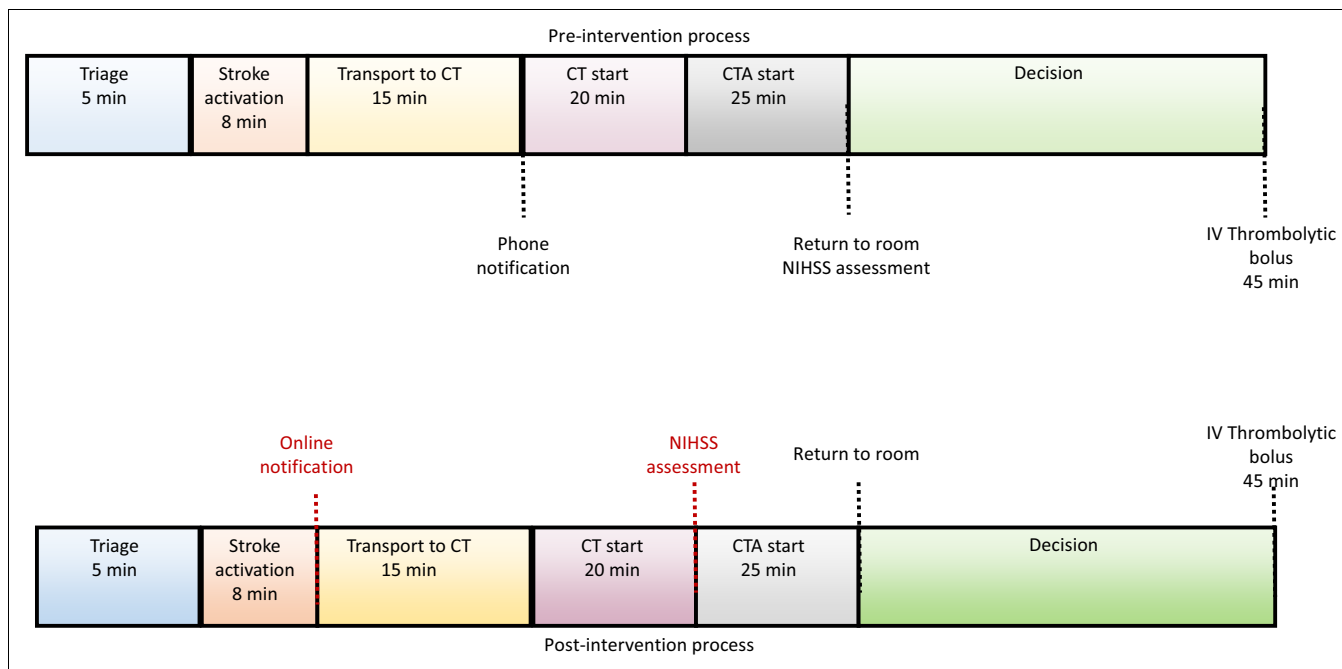 Pre-intervention process
Triage
5 min
Stroke
activation
8 min
Transport to CT
15 min
CT start
20 min
CTA start
25 min
Decision
Phone
notification
Return to room
NIHSS assessment
IV Thrombolytic
bolus
45 min
Online
notification
NIHSS
assessment
Return to room
IV Thrombolytic
bolus
45 min
Triage
5 min
Stroke
activation
8 min
Transport to CT
15 min
CT start
20 min
CTA start
25 min
Decision
Post-intervention process